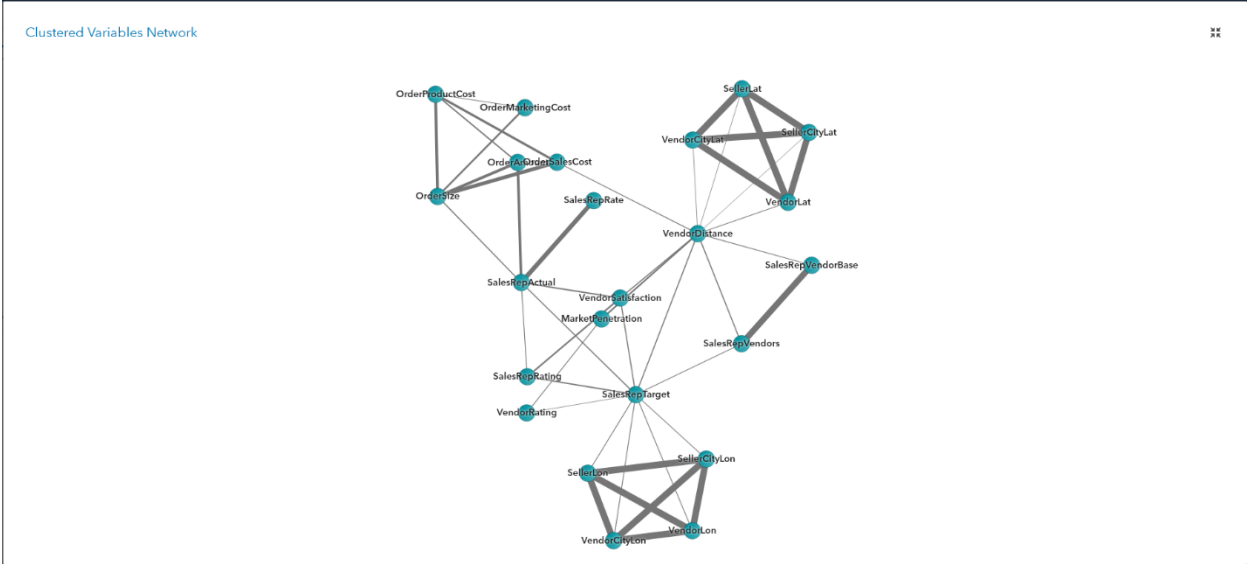 Clustered Variables Network
OrderProductCost
OrderMarketingCost
SellerLat
SellerCityLat
VendorCityLat
OrderSalesCost
OrderSize
SalesRepRate
VendorLat
VendorDistance
SalesRepVendorBase
SalesRepActual
VendorSatisfaction
MarketPenetration
SalesRepVendors
SalesRepRating
SalesRepTarget
VendorRating
SellerCityLon
SellerLon
VendorLon
VendorCityLon